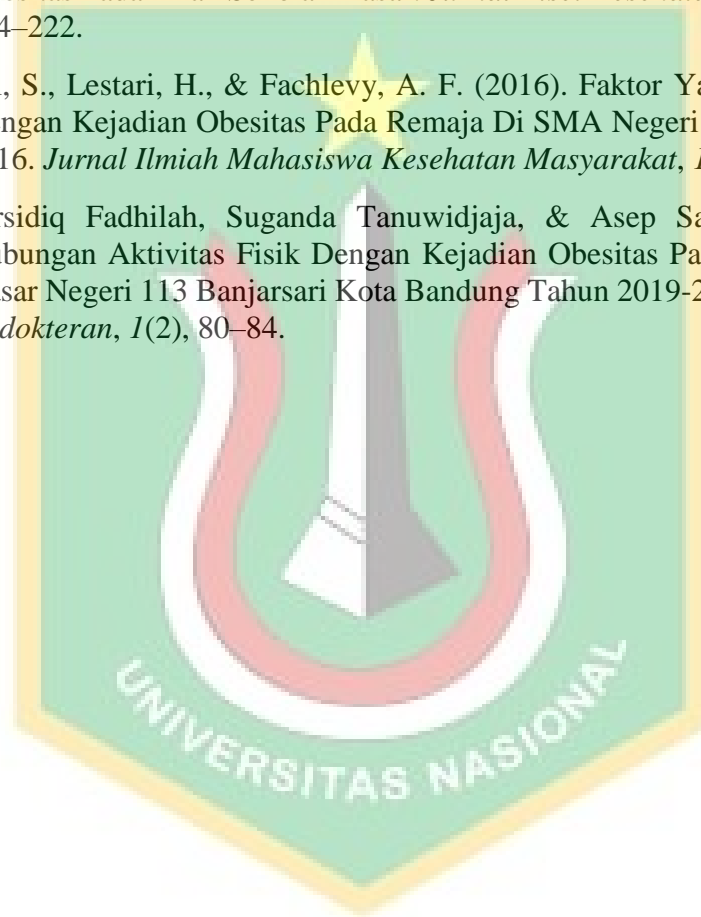 4–222.
, S., Lestari, H., & Fachlevy, A. F. (2016). Faktor Ya
ngan Kejadian Obesitas Pada Remaja Di SMA Negeri
16. Jurnal Ilmiah Mahasiswa Kesehatan Masyarakat, 1
rsidiq Fadhilah, Suganda Tanuwidjaja, & Asep Sa
bungan Aktivitas Fisik Dengan Kejadian Obesitas Pa
sar Negeri 113 Banjarsari Kota Bandung Tahun 2019-2
dokteran, 1(2), 80–84.
UNIVERSITAS NASIONAL